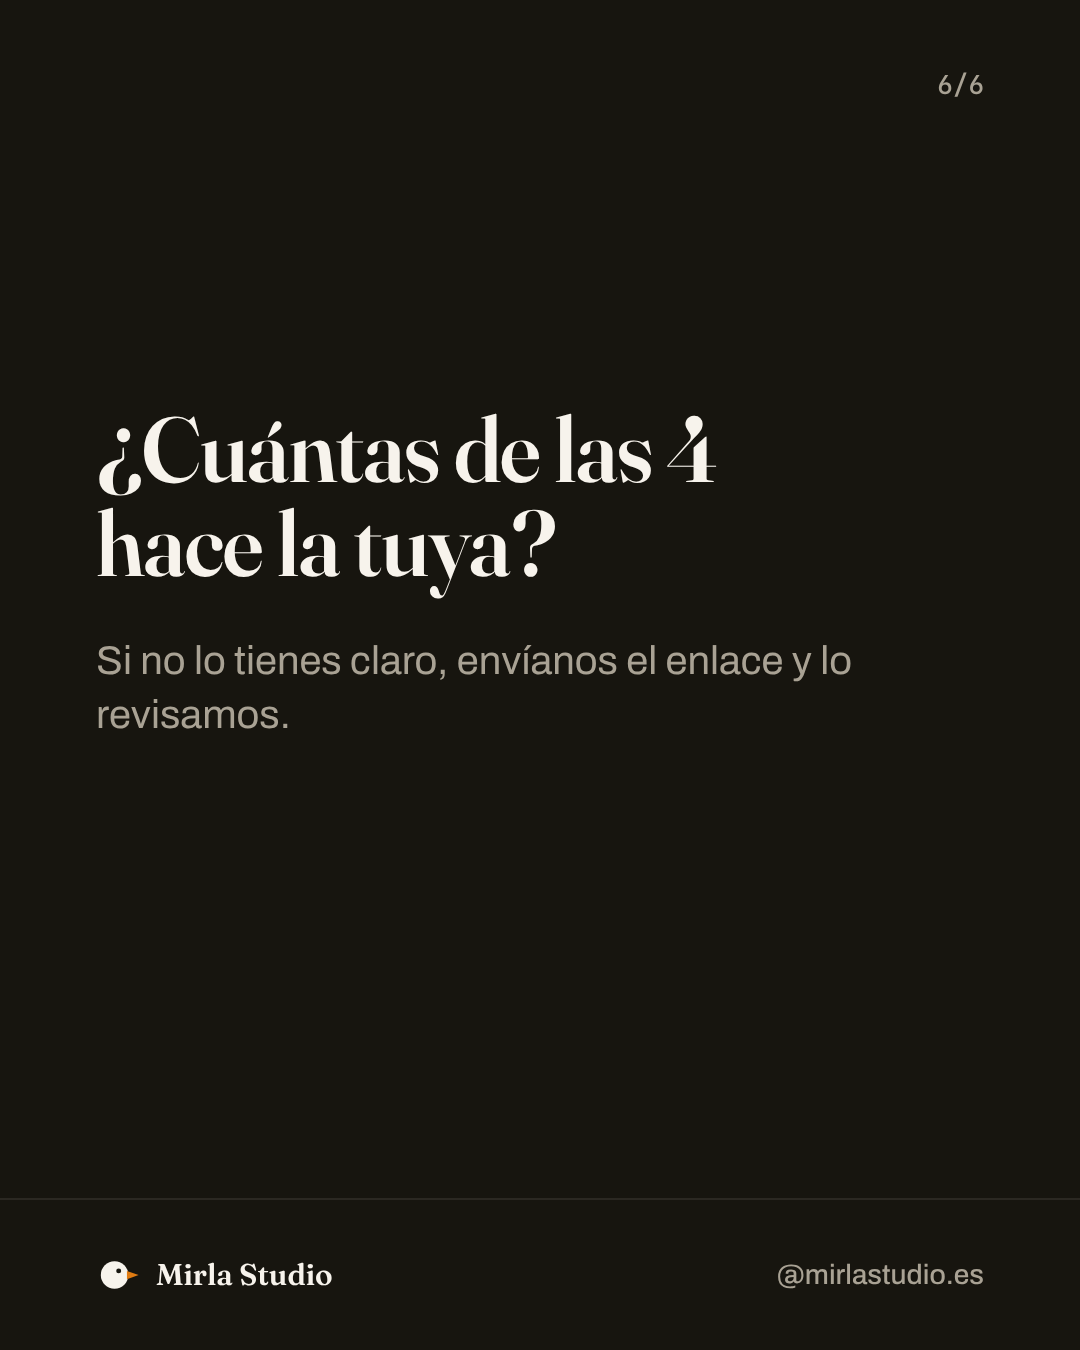 6/6
¿Cuántas de las 4
hace la tuya?
Si no lo tienes claro, envíanos el enlace y lo
revisamos.
Mirla Studio
@mirlastudio.es